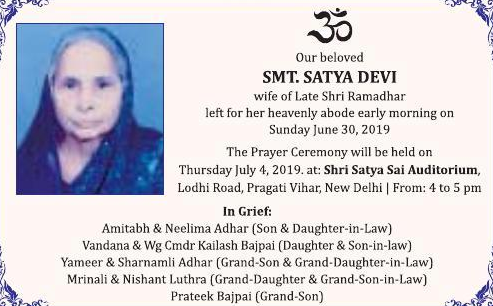 ॐ
Our beloved
SMT. SATYA DEVI
wife of Late Shri Ramadhar
left for her heavenly abode early morning on
Sunday June 30, 2019
The Prayer Ceremony will be held on
Thursday July 4, 2019. at: Shri Satya Sai Auditorium,
Lodhi Road, Pragati Vihar, New Delhi | From: 4 to 5 pm
In Grief:
Amitabh & Neelima Adhar (Son & Daughter-in-Law)
Vandana & Wg Cmdr Kailash Bajpai (Daughter & Son-in-law)
Yameer & Sharnamli Adhar (Grand-Son & Grand-Daughter-in-Law)
Mrinali & Nishant Luthra (Grand-Daughter & Grand-Son-in-Law)
Prateek Bajpai (Grand-Son)